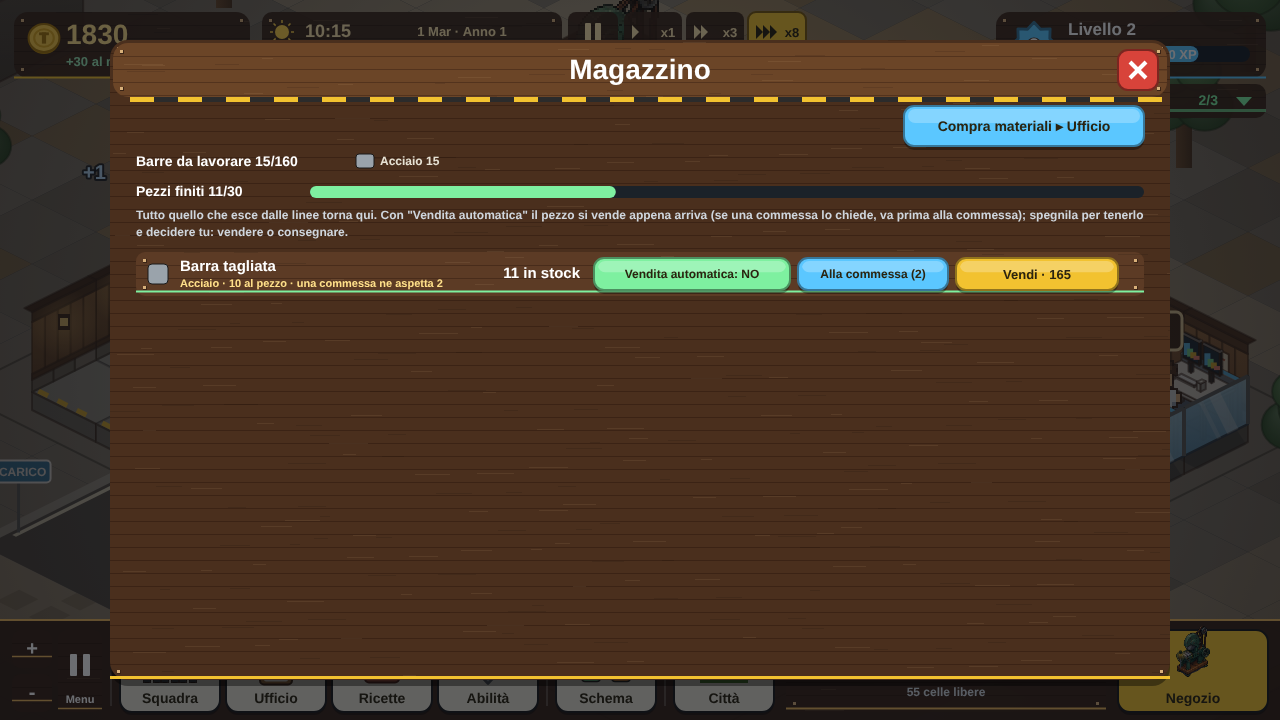 1830
+30 al
10:15
1 Mar · Anno 1
x1
x3
x8
Livello 2
0 XP
2/3
Magazzino
Compra materiali ▸ Ufficio
Barre da lavorare 15/160
Acciaio 15
+1
Pezzi finiti 11/30
Tutto quello che esce dalle linee torna qui. Con "Vendita automatica" il pezzo si vende appena arriva (se una commessa lo chiede, va prima alla commessa); spegnila per tenerlo
e decidere tu: vendere o consegnare.
Barra tagliata
Acciaio · 10 al pezzo · una commessa ne aspetta 2
11 in stock
Vendita automatica: NO
Alla commessa (2)
Vendi · 165
CARICO
+
-
Menu
Squadra
Ufficio
Ricette
Abilità
Schema
Città
55 celle libere
Negozio